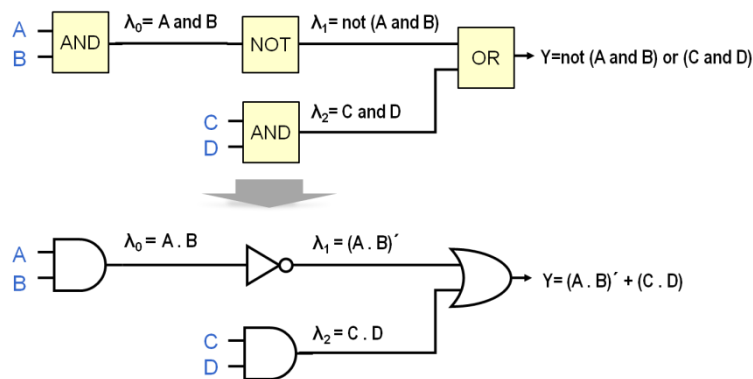 A
B
AND
λ₀= A and B
NOT
λ₁= not (A and B)
OR
Y=not (A and B) or (C and D)
C
D
AND
λ₂= C and D
A
B
λ₀ = A . B
λ₁ = (A . B)´
Y= (A . B)´ + (C . D)
C
D
λ₂ = C . D